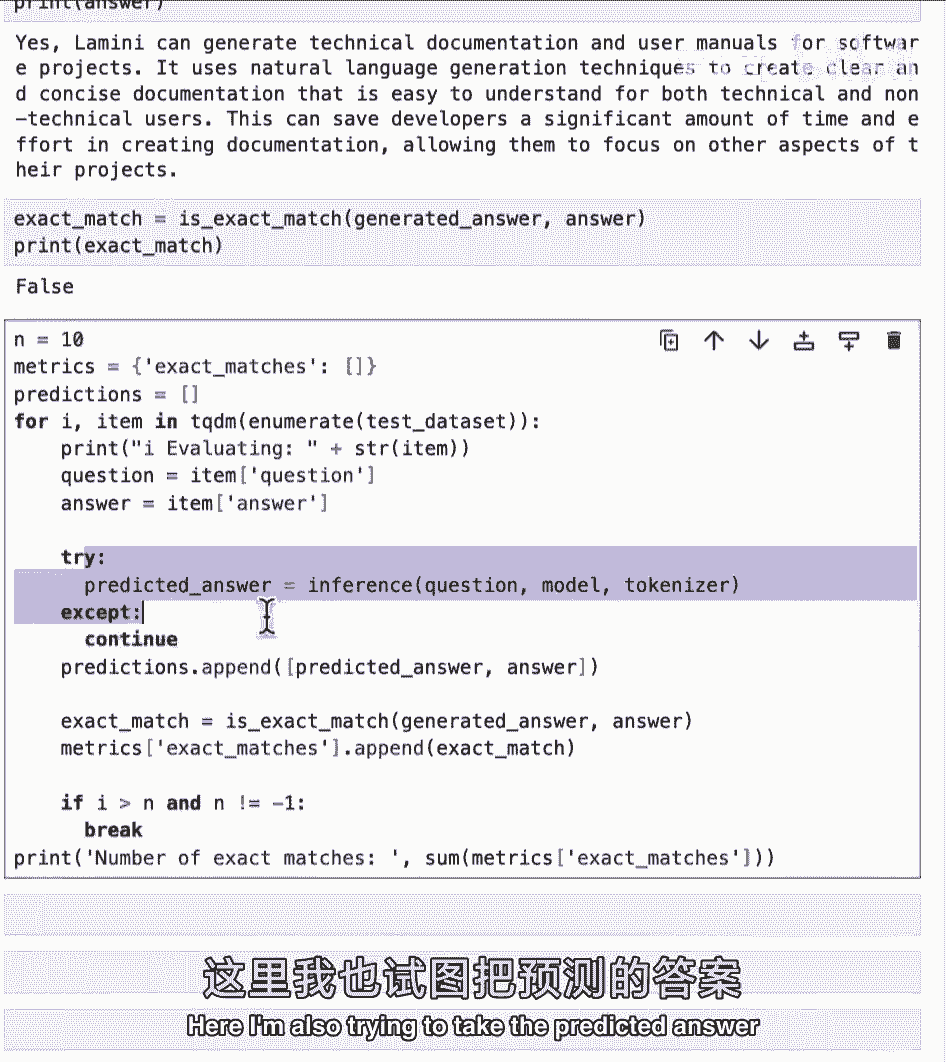 print(answer)
Yes, Lamini can generate technical documentation and user manuals for softwar
e projects. It uses natural language generation techniques to create clear an
d concise documentation that is easy to understand for both technical and non
-technical users. This can save developers a significant amount of time and e
ffort in creating documentation, allowing them to focus on other aspects of t
heir projects.
exact_match = is_exact_match(generated_answer, answer)
print(exact_match)
False
n = 10
metrics = {'exact_matches': []}
predictions = []
for i, item in tqdm(enumerate(test_dataset)):
    print("i Evaluating: " + str(item))
    question = item['question']
    answer = item['answer']
    try:
      predicted_answer = inference(question, model, tokenizer)
    except:
      continue
    predictions.append([predicted_answer, answer])
    exact_match = is_exact_match(generated_answer, answer)
    metrics['exact_matches'].append(exact_match)
    if i > n and n != -1:
      break
print('Number of exact matches: ', sum(metrics['exact_matches']))
这里我也试图把预测的答案
Here I'm also trying to take the predicted answer